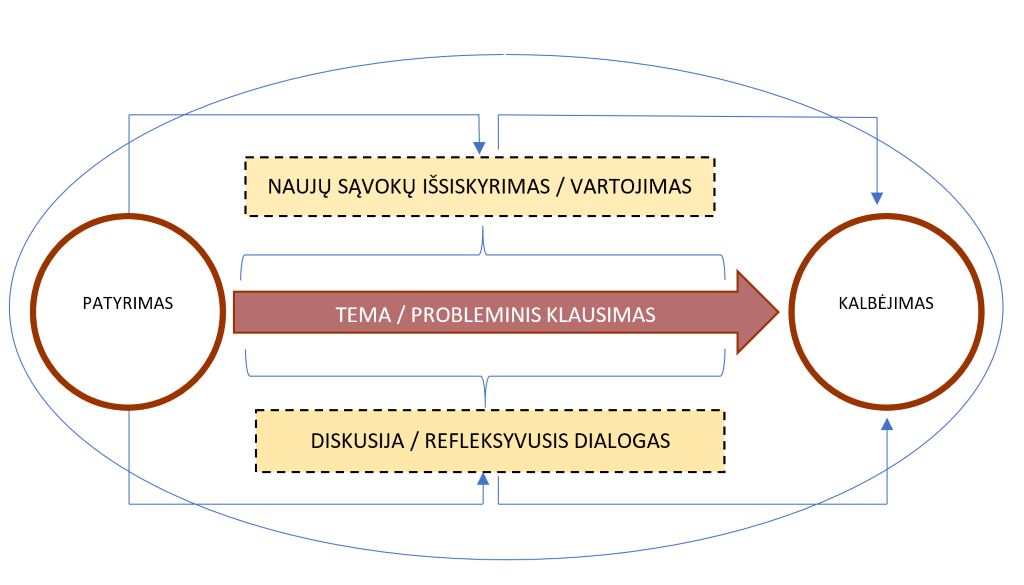 NAUJŲ SĄVOKŲ IŠSISKYRIMAS / VARTOJIMAS
PATYRIMAS
KALBĖJIMAS
TEMA / PROBLEMINIS KLAUSIMAS
DISKUSIJA / REFLEKSYVUSIS DIALOGAS